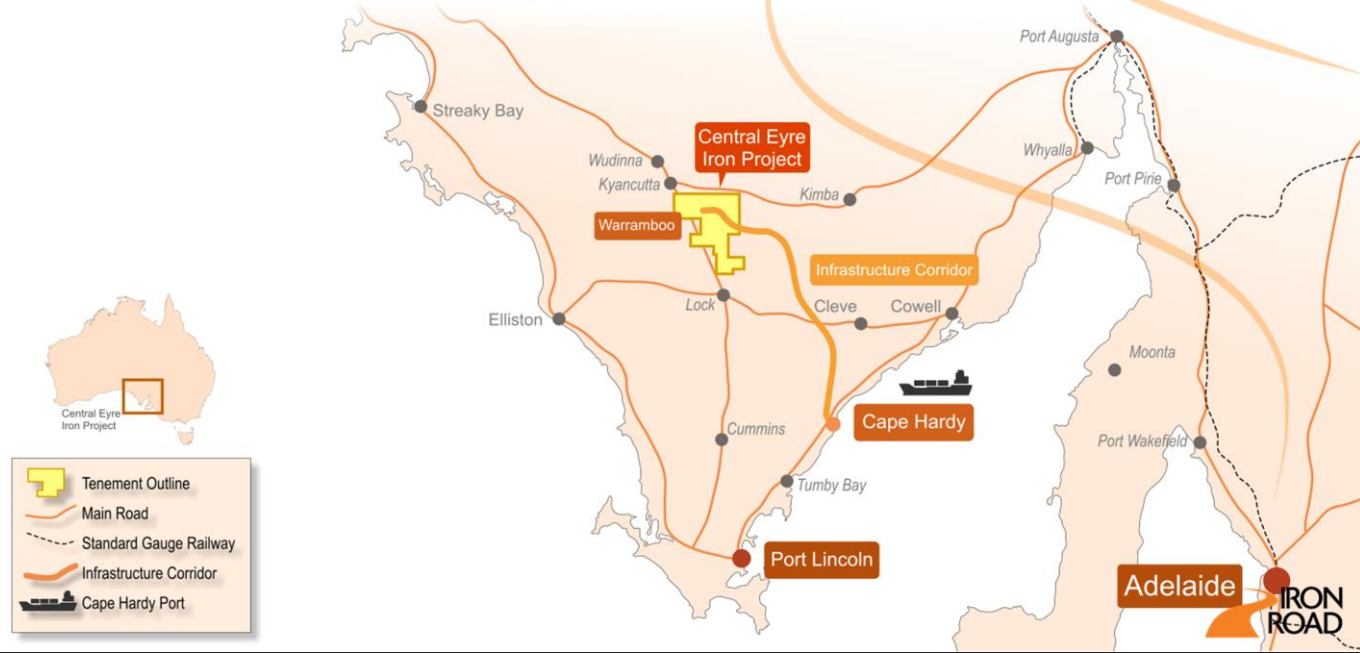 Port Augusta
Streaky Bay
Central Eyre
Iron Project
Whyalla
Wudinna
Kyancutta
Kimba
Port Pirie
Warramboo
Infrastructure Corridor
Lock
Cleve
Cowell
Elliston
Moonta
Cape Hardy
Cummins
Port Wakefield
Tumby Bay
Port Lincoln
Adelaide
IRON
ROAD
Central Eyre
Iron Project
Tenement Outline
Main Road
Standard Gauge Railway
Infrastructure Corridor
Cape Hardy Port